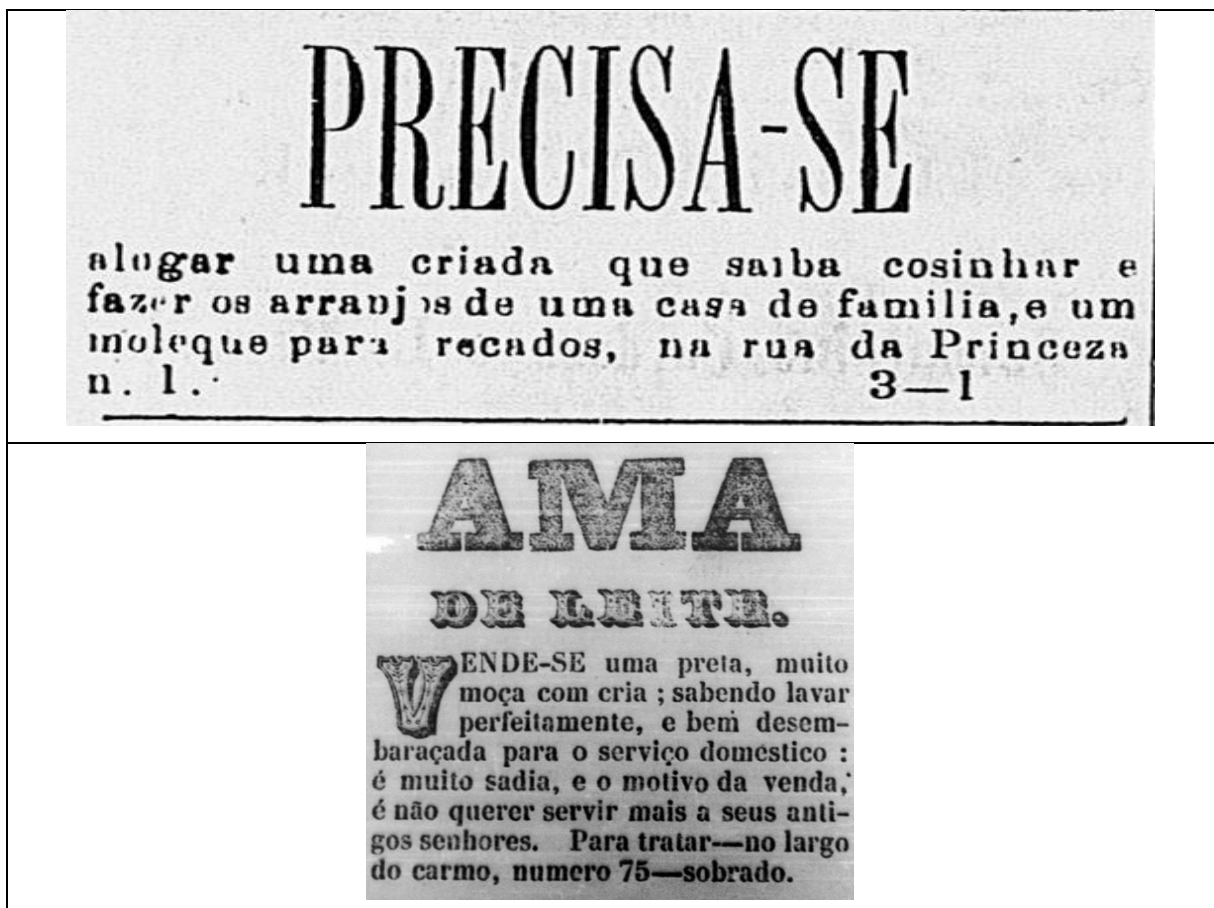 PRECISA-SE
alugar uma criada que saiba cosinhar e
fazer os arranjos de uma casa de familia, e um
moleque para recados, na rua da Princeza
n. 1. 3—1
AMA
DE LEITE.
VENDE-SE uma preta, muito
moça com cria ; sabendo lavar
perfeitamente, e bem desem-
baraçada para o serviço domestico :
é muito sadia, e o motivo da venda,
é não querer servir mais a seus anti-
gos senhores. Para tratar—no largo
do carmo, numero 75—sobrado.